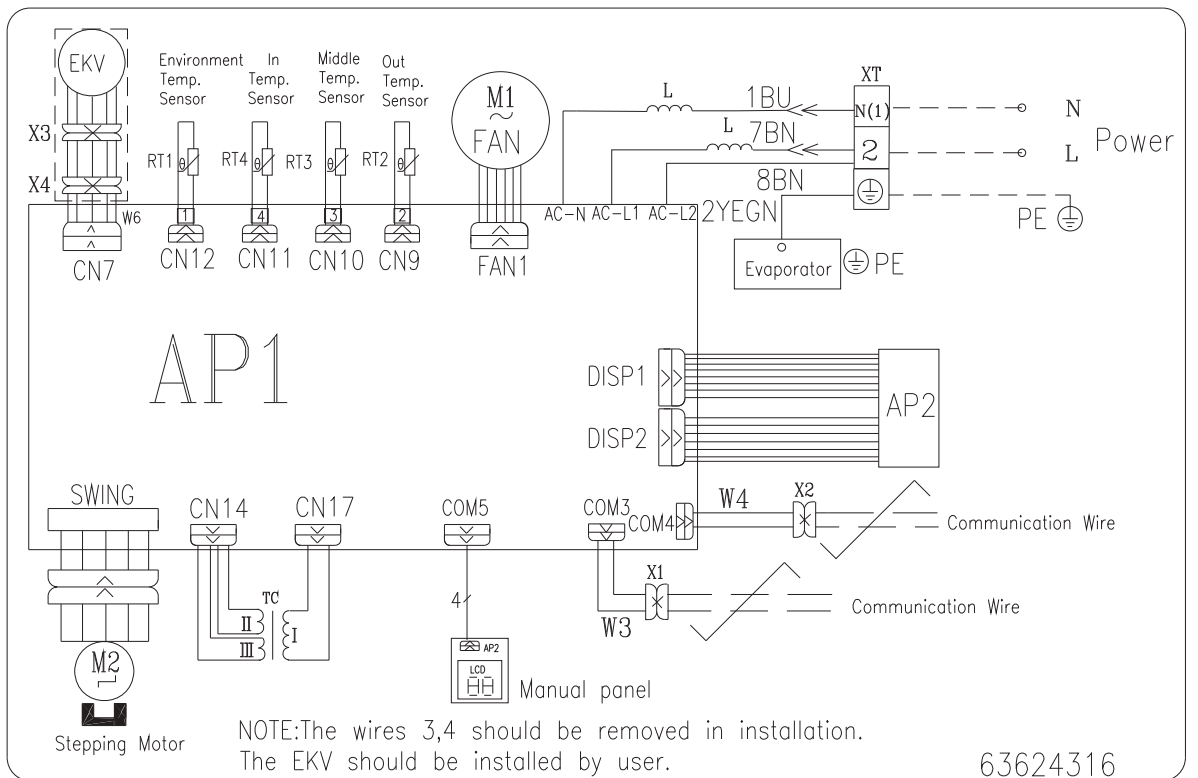 EKV
X3
X4
W6
CN7
Environment
Temp.
Sensor
RT1
θ
1
CN12
In
Temp.
Sensor
RT4
θ
4
CN11
Middle
Temp.
Sensor
RT3
θ
3
CN10
Out
Temp.
Sensor
RT2
θ
2
CN9
M1
~
FAN
FAN1
L
1BU
L
7BN
8BN
AC-N AC-L1 AC-L2
2YEGN
XT
N(1)
2
N
L
Power
PE
Evaporator
PE
AP1
DISP1
DISP2
AP2
SWING
CN14
CN17
COM5
COM3
COM4
W4
X2
Communication Wire
X1
W3
Communication Wire
TC
II
III
I
4
AP2
LCD
Manual panel
M2
Stepping Motor
NOTE:The wires 3,4 should be removed in installation.
The EKV should be installed by user.
63624316